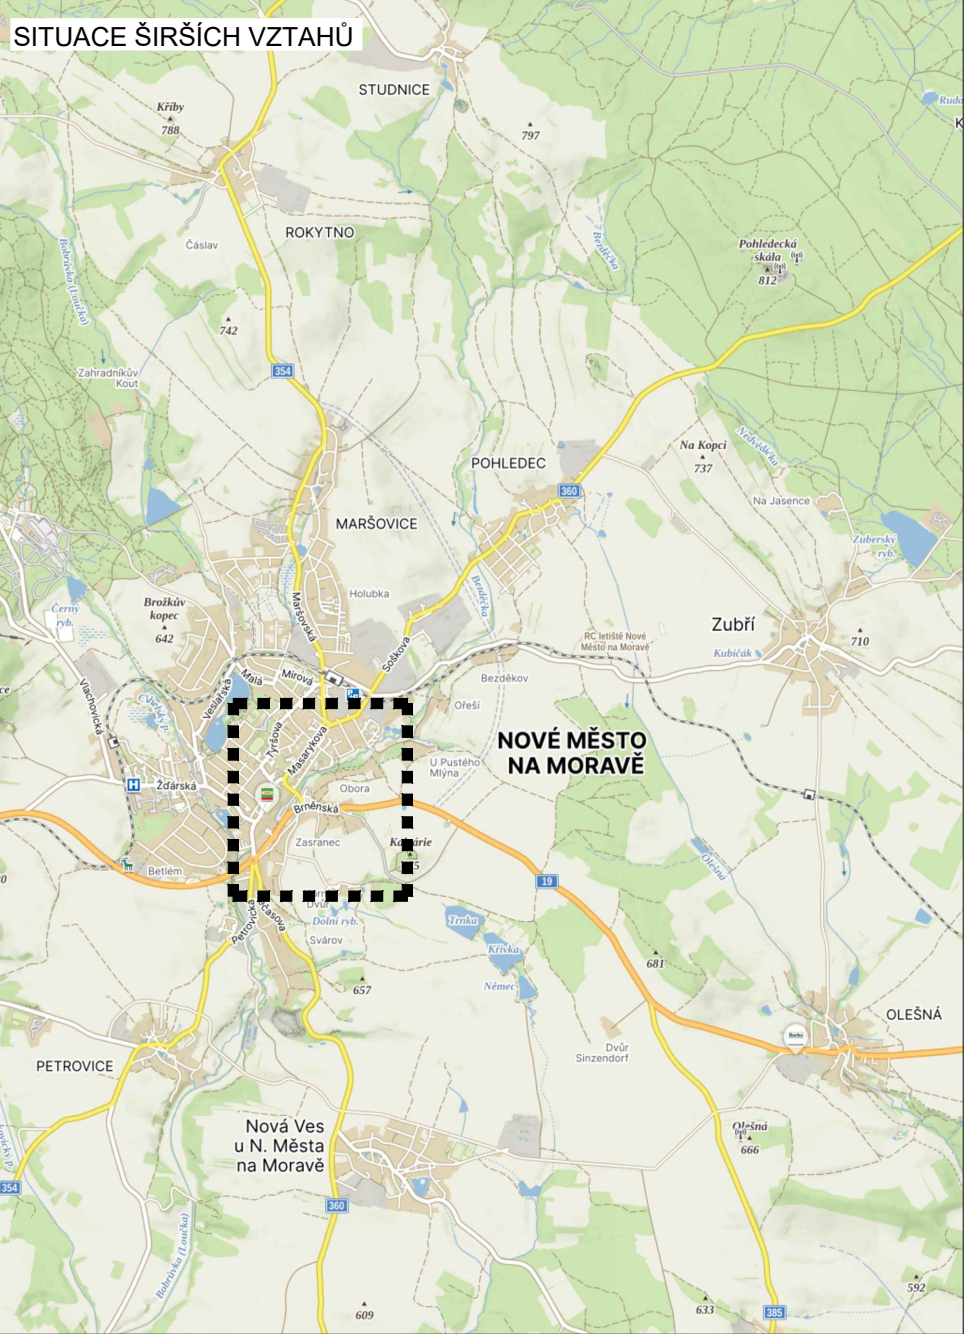 SITUACE ŠIRŠÍCH VZTAHŮ
STUDNICE
Kříby
788
797
ROKYTNO
Čáslav
Bobrůvka (Loučka)
Bezděčka
Pohledecká
skála
812
742
354
Zahradníkův
Kout
Na Kopci
737
Nedvědička
POHLEDEC
360
Na Jasence
MARŠOVICE
Zuberský
ryb.
Holubka
Bezděčka
Brožkův
kopec
642
Černý
ryb.
Maršovská
Soškova
Zubří
710
RC letiště Nové
Město na Moravě
Kubičák
Malá
Mírová
Bezděkov
Vlachovická
Veslařská
Ořeší
Tyršova
Masarykova
NOVÉ MĚSTO
NA MORAVĚ
U Pustého
Mlýna
H
Žďárská
Obora
Brněnská
Zasranec
Betlém
19
Dvůr
Dolní ryb.
Petrovická
Svárov
Trnka
Křivka
Němec
657
681
OLEŠNÁ
Dvůr
Sinzendorf
PETROVICE
Nová Ves
u N. Města
na Moravě
Olešná
666
354
360
Bobrůvka (Loučka)
609
633
385
592